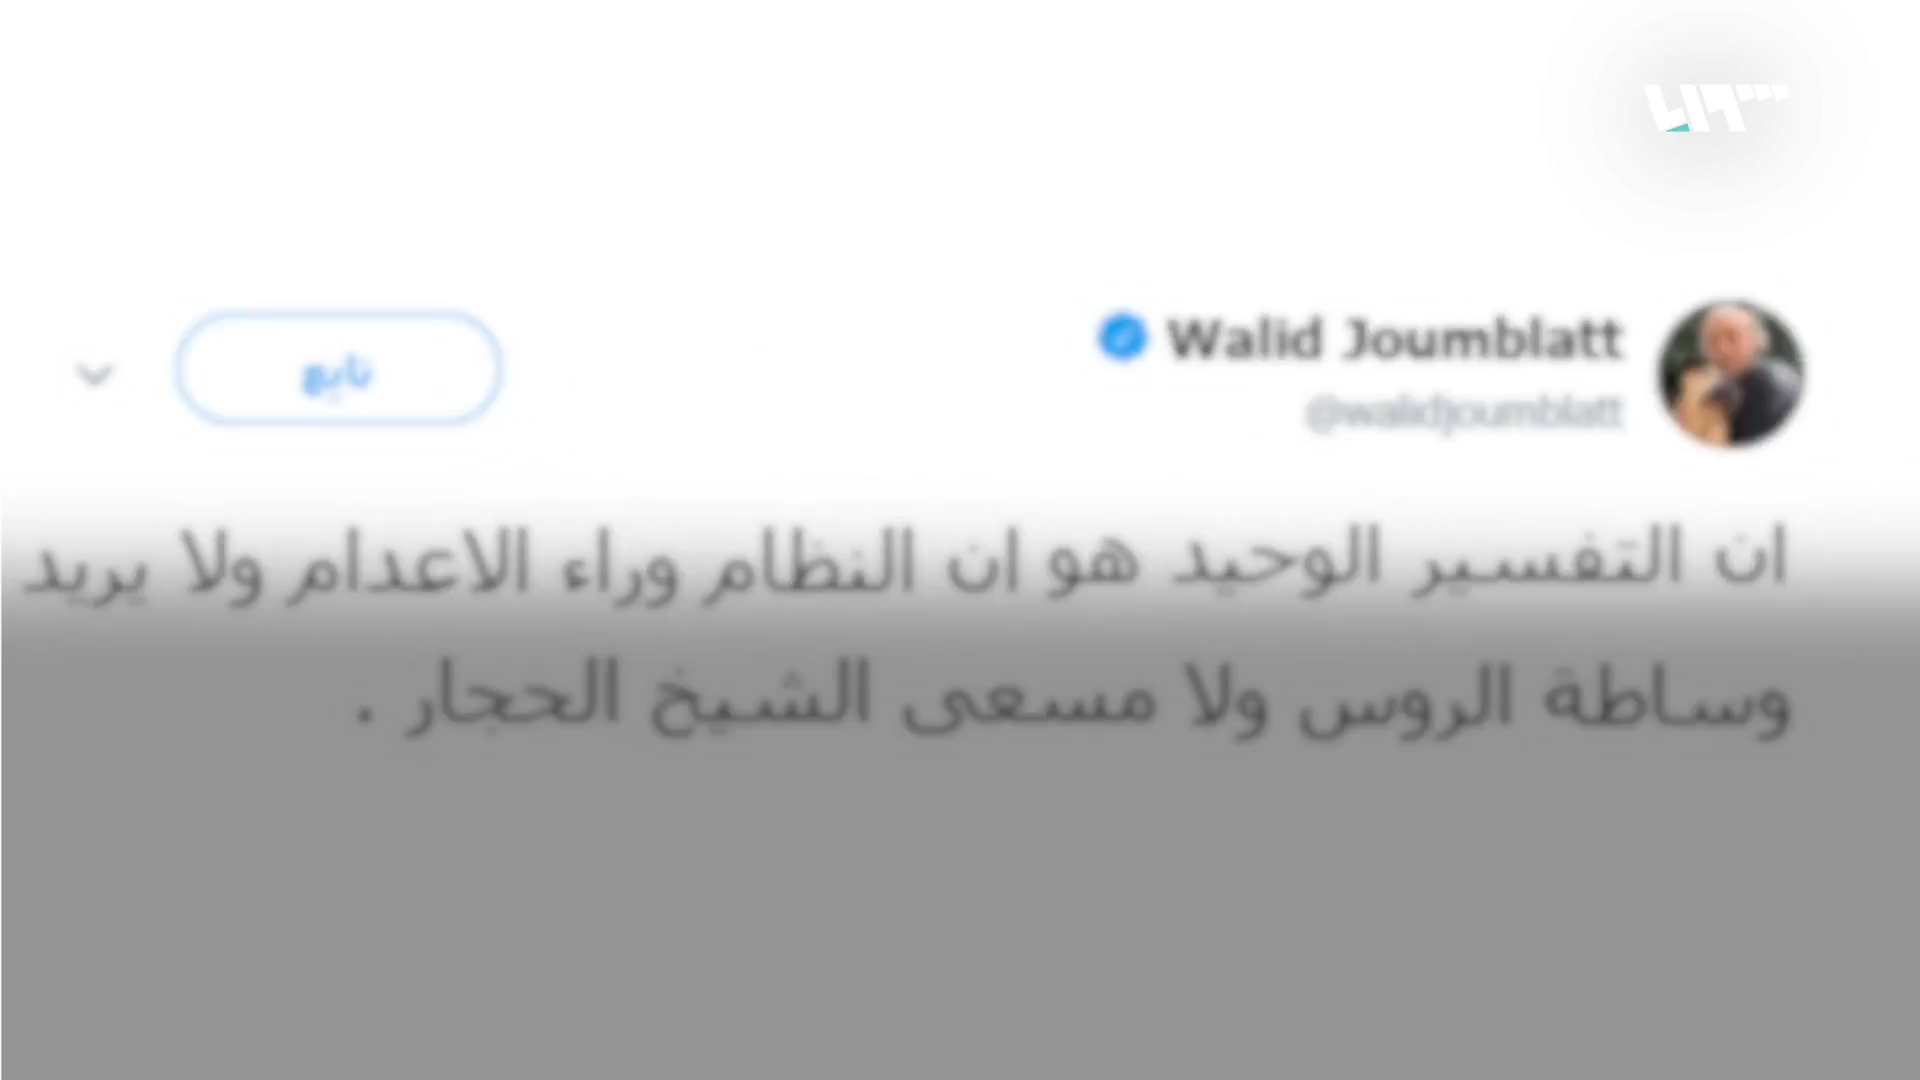 Walid Joumblatt
@walidjoumblatt
تابع
ان التفسير الوحيد هو ان النظام وراء الاعدام ولا يريد
وساطة الروس ولا مسعى الشيخ الحجار .